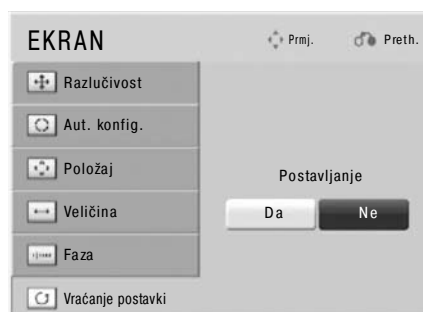 EKRAN
Prmj.
Preth.
Razlučivost
Aut. konfig.
Položaj
Veličina
Faza
Vraćanje postavki
Postavljanje
Da
Ne